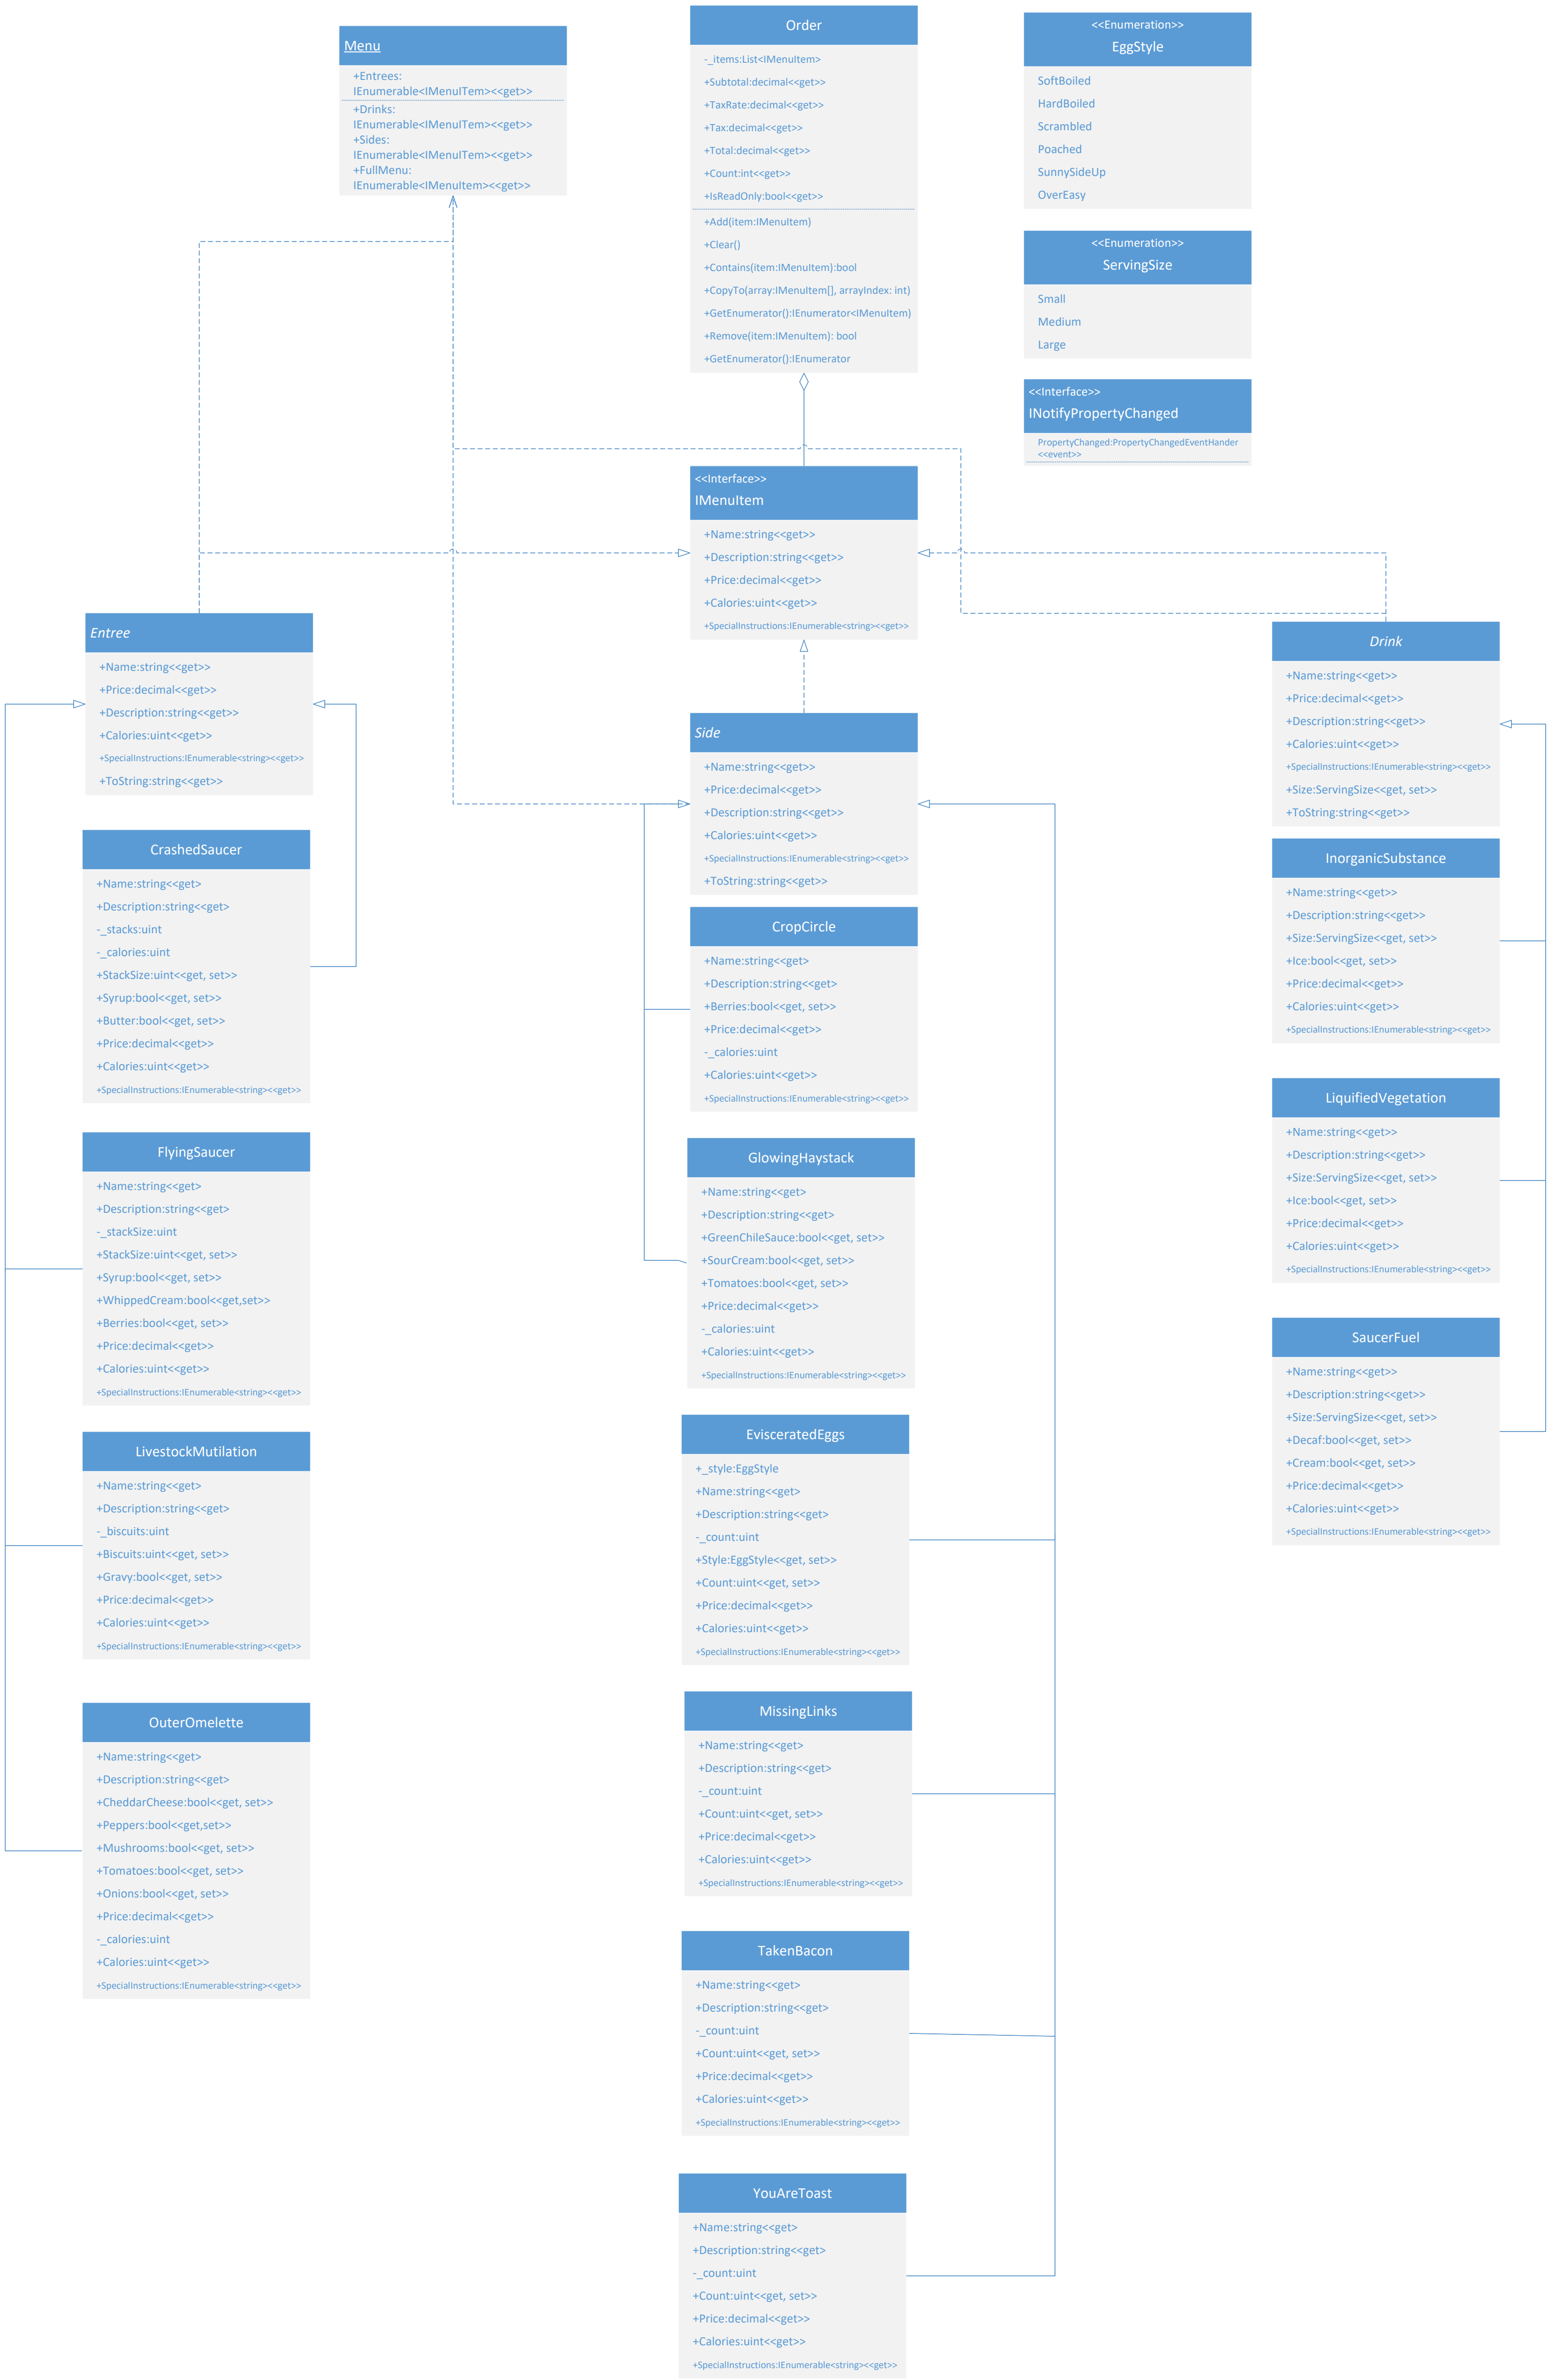 Menu
+Entrees:
IEnumerable<IMenuITem><<get>>
+Drinks:
IEnumerable<IMenuITem><<get>>
+Sides:
IEnumerable<IMenuITem><<get>>
+FullMenu:
IEnumerable<IMenuItem><<get>>
Order
-_items:List<IMenuItem>
+Subtotal:decimal<<get>>
+TaxRate:decimal<<get>>
+Tax:decimal<<get>>
+Total:decimal<<get>>
+Count:int<<get>>
+IsReadOnly:bool<<get>>
+Add(item:IMenuItem)
+Clear()
+Contains(item:IMenuItem):bool
+CopyTo(array:IMenuItem[], arrayIndex: int)
+GetEnumerator():IEnumerator<IMenuItem)
+Remove(item:IMenuItem): bool
+GetEnumerator():IEnumerator
<<Enumeration>>
EggStyle
SoftBoiled
HardBoiled
Scrambled
Poached
SunnySideUp
OverEasy
<<Enumeration>>
ServingSize
Small
Medium
Large
<<Interface>>
INotifyPropertyChanged
PropertyChanged:PropertyChangedEventHander
<<event>>
<<Interface>>
IMenuItem
+Name:string<<get>>
+Description:string<<get>>
+Price:decimal<<get>>
+Calories:uint<<get>>
+SpecialInstructions:IEnumerable<string><<get>>
Entree
+Name:string<<get>>
+Price:decimal<<get>>
+Description:string<<get>>
+Calories:uint<<get>>
+SpecialInstructions:IEnumerable<string><<get>>
+ToString:string<<get>>
CrashedSaucer
+Name:string<<get>
+Description:string<<get>
-_stacks:uint
-_calories:uint
+StackSize:uint<<get, set>>
+Syrup:bool<<get, set>>
+Butter:bool<<get, set>>
+Price:decimal<<get>>
+Calories:uint<<get>>
+SpecialInstructions:IEnumerable<string><<get>>
FlyingSaucer
+Name:string<<get>
+Description:string<<get>
-_stackSize:uint
+StackSize:uint<<get, set>>
+Syrup:bool<<get, set>>
+WhippedCream:bool<<get,set>>
+Berries:bool<<get, set>>
+Price:decimal<<get>>
+Calories:uint<<get>>
+SpecialInstructions:IEnumerable<string><<get>>
LivestockMutilation
+Name:string<<get>
+Description:string<<get>
-_biscuits:uint
+Biscuits:uint<<get, set>>
+Gravy:bool<<get, set>>
+Price:decimal<<get>>
+Calories:uint<<get>>
+SpecialInstructions:IEnumerable<string><<get>>
OuterOmelette
+Name:string<<get>
+Description:string<<get>
+CheddarCheese:bool<<get, set>>
+Peppers:bool<<get,set>>
+Mushrooms:bool<<get, set>>
+Tomatoes:bool<<get, set>>
+Onions:bool<<get, set>>
+Price:decimal<<get>>
-_calories:uint
+Calories:uint<<get>>
+SpecialInstructions:IEnumerable<string><<get>>
Side
+Name:string<<get>>
+Price:decimal<<get>>
+Description:string<<get>>
+Calories:uint<<get>>
+SpecialInstructions:IEnumerable<string><<get>>
+ToString:string<<get>>
CropCircle
+Name:string<<get>
+Description:string<<get>
+Berries:bool<<get, set>>
+Price:decimal<<get>>
-_calories:uint
+Calories:uint<<get>>
+SpecialInstructions:IEnumerable<string><<get>>
GlowingHaystack
+Name:string<<get>
+Description:string<<get>
+GreenChileSauce:bool<<get, set>>
+SourCream:bool<<get, set>>
+Tomatoes:bool<<get, set>>
+Price:decimal<<get>>
-_calories:uint
+Calories:uint<<get>>
+SpecialInstructions:IEnumerable<string><<get>>
EvisceratedEggs
+_style:EggStyle
+Name:string<<get>
+Description:string<<get>
-_count:uint
+Style:EggStyle<<get, set>>
+Count:uint<<get, set>>
+Price:decimal<<get>>
+Calories:uint<<get>>
+SpecialInstructions:IEnumerable<string><<get>>
MissingLinks
+Name:string<<get>
+Description:string<<get>
-_count:uint
+Count:uint<<get, set>>
+Price:decimal<<get>>
+Calories:uint<<get>>
+SpecialInstructions:IEnumerable<string><<get>>
TakenBacon
+Name:string<<get>
+Description:string<<get>
-_count:uint
+Count:uint<<get, set>>
+Price:decimal<<get>>
+Calories:uint<<get>>
+SpecialInstructions:IEnumerable<string><<get>>
YouAreToast
+Name:string<<get>
+Description:string<<get>
-_count:uint
+Count:uint<<get, set>>
+Price:decimal<<get>>
+Calories:uint<<get>>
+SpecialInstructions:IEnumerable<string><<get>>
Drink
+Name:string<<get>>
+Price:decimal<<get>>
+Description:string<<get>>
+Calories:uint<<get>>
+SpecialInstructions:IEnumerable<string><<get>>
+Size:ServingSize<<get, set>>
+ToString:string<<get>>
InorganicSubstance
+Name:string<<get>>
+Description:string<<get>>
+Size:ServingSize<<get, set>>
+Ice:bool<<get, set>>
+Price:decimal<<get>>
+Calories:uint<<get>>
+SpecialInstructions:IEnumerable<string><<get>>
LiquifiedVegetation
+Name:string<<get>>
+Description:string<<get>>
+Size:ServingSize<<get, set>>
+Ice:bool<<get, set>>
+Price:decimal<<get>>
+Calories:uint<<get>>
+SpecialInstructions:IEnumerable<string><<get>>
SaucerFuel
+Name:string<<get>>
+Description:string<<get>>
+Size:ServingSize<<get, set>>
+Decaf:bool<<get, set>>
+Cream:bool<<get, set>>
+Price:decimal<<get>>
+Calories:uint<<get>>
+SpecialInstructions:IEnumerable<string><<get>>